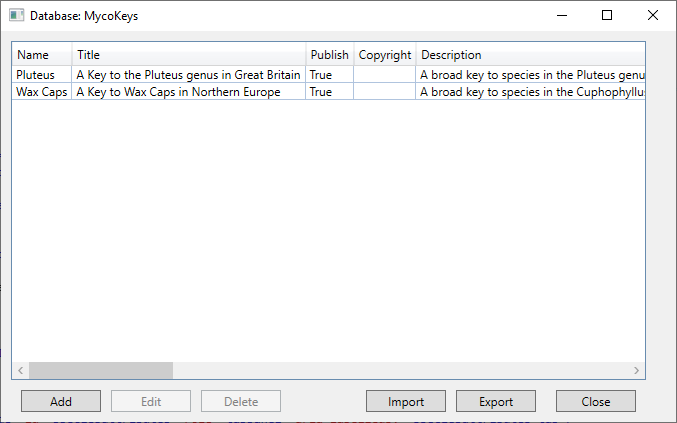 Database: MycoKeys
Name Title Publish Copyright Description
Pluteus A Key to the Pluteus genus in Great Britain True A broad key to species in the Pluteus genu
Wax Caps A Key to Wax Caps in Northern Europe True A broad key to species in the Cuphophyllus
Add Edit Delete Import Export Close